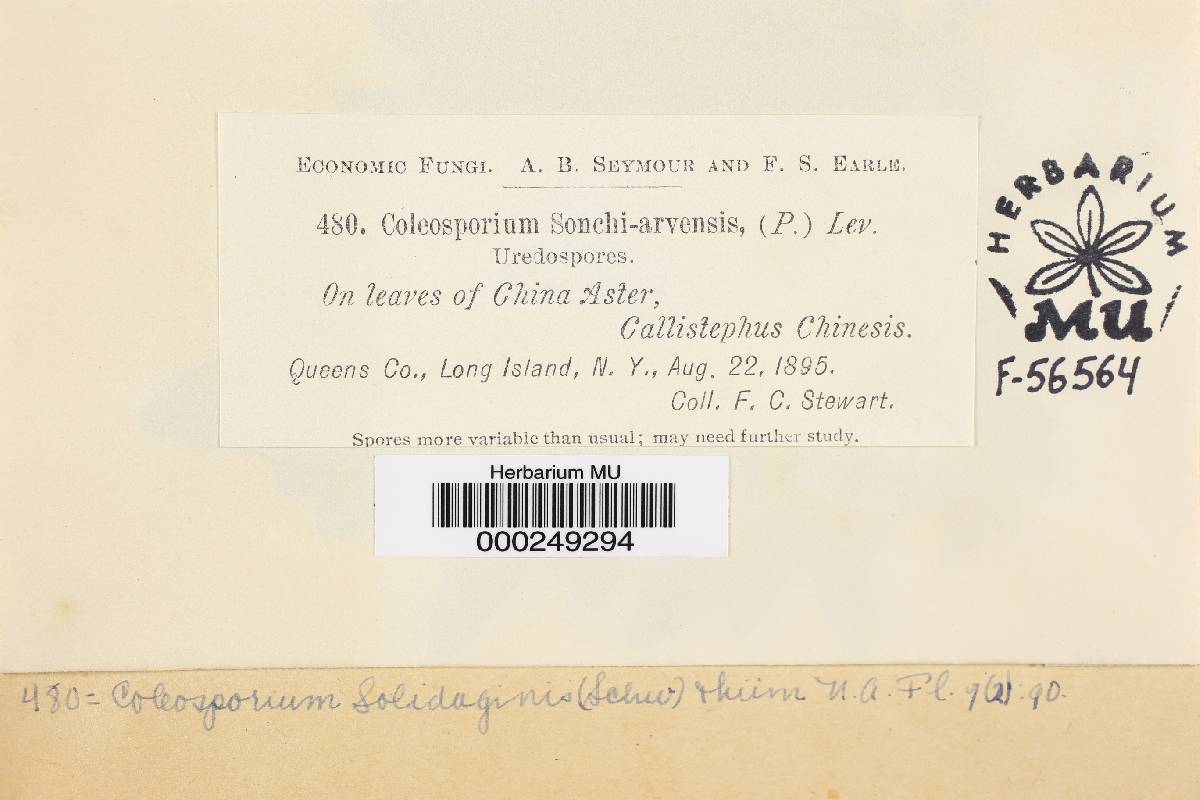 ECONOMIC FUNGI. A. B. SEYMOUR AND F. S. EARLE.
480. Coleosporium Sonchi-arvensis, (P.) Lev.
Uredospores.
On leaves of China Aster,
Callistephus Chinesis.
Queens Co., Long Island, N. Y., Aug. 22, 1895.
Coll. F. C. Stewart.
Spores more variable than usual; may need further study.
HERBARIUM
MU
F-56564
Herbarium MU
000249294
480 = Coleosporium Solidaginis (Schw) thüm N. A. Fl. 9(2) 90.